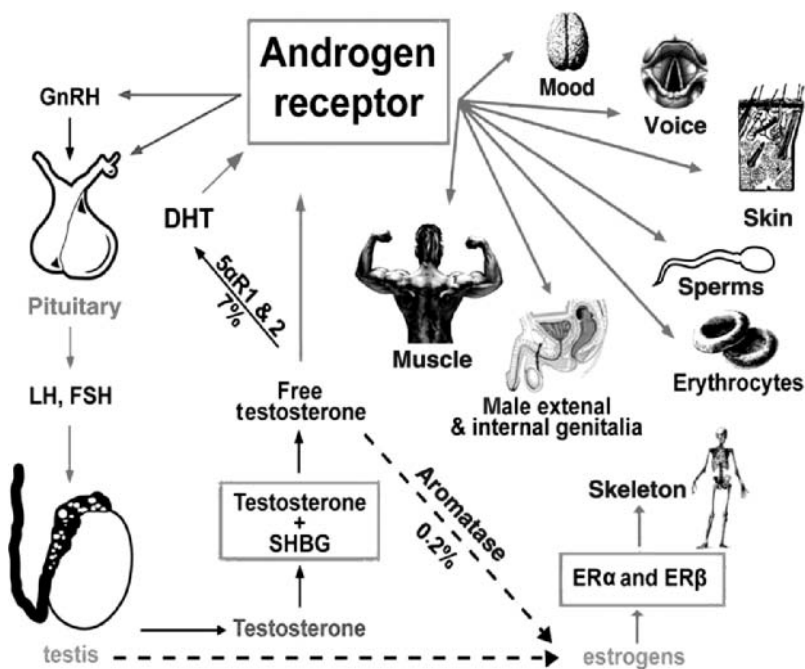 Androgen
receptor
Mood
Voice
Skin
GnRH
DHT
5αR1 & 2
7%
Pituitary
LH, FSH
Muscle
Sperms
Erythrocytes
Male extenal
& internal genitalia
Free
testosterone
Aromatase
0.2%
Testosterone
+
SHBG
Skeleton
ERα and ERβ
testis
Testosterone
estrogens